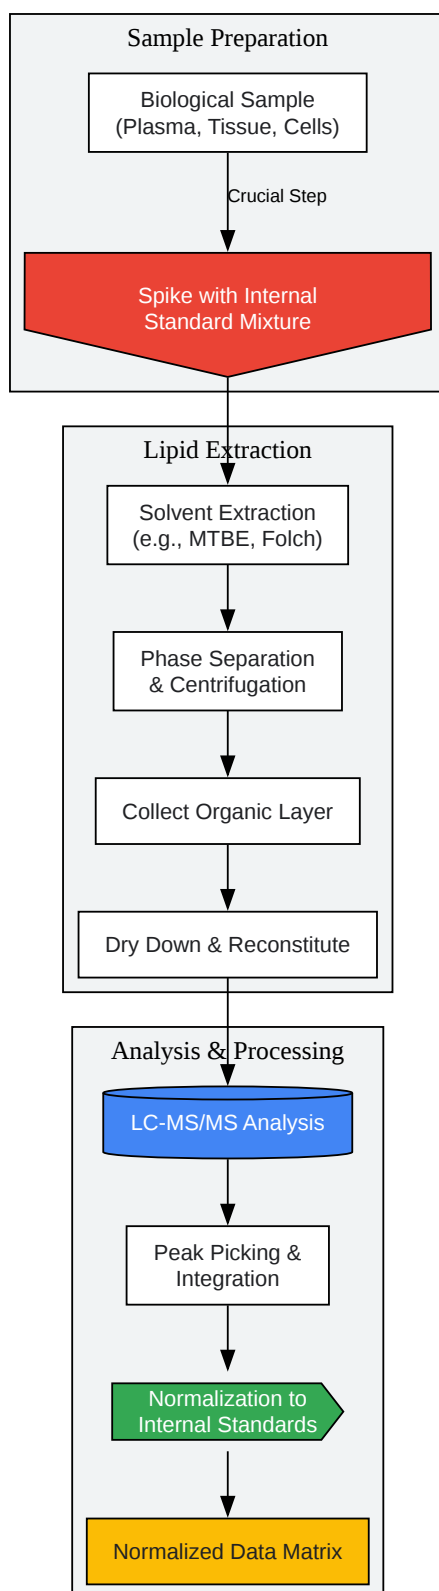 Sample Preparation
Biological Sample
(Plasma, Tissue, Cells)
Crucial Step
Spike with Internal
Standard Mixture
Lipid Extraction
Solvent Extraction
(e.g., MTBE, Folch)
Phase Separation
& Centrifugation
Collect Organic Layer
Dry Down & Reconstitute
Analysis & Processing
LC-MS/MS Analysis
Peak Picking &
Integration
Normalization to
Internal Standards
Normalized Data Matrix